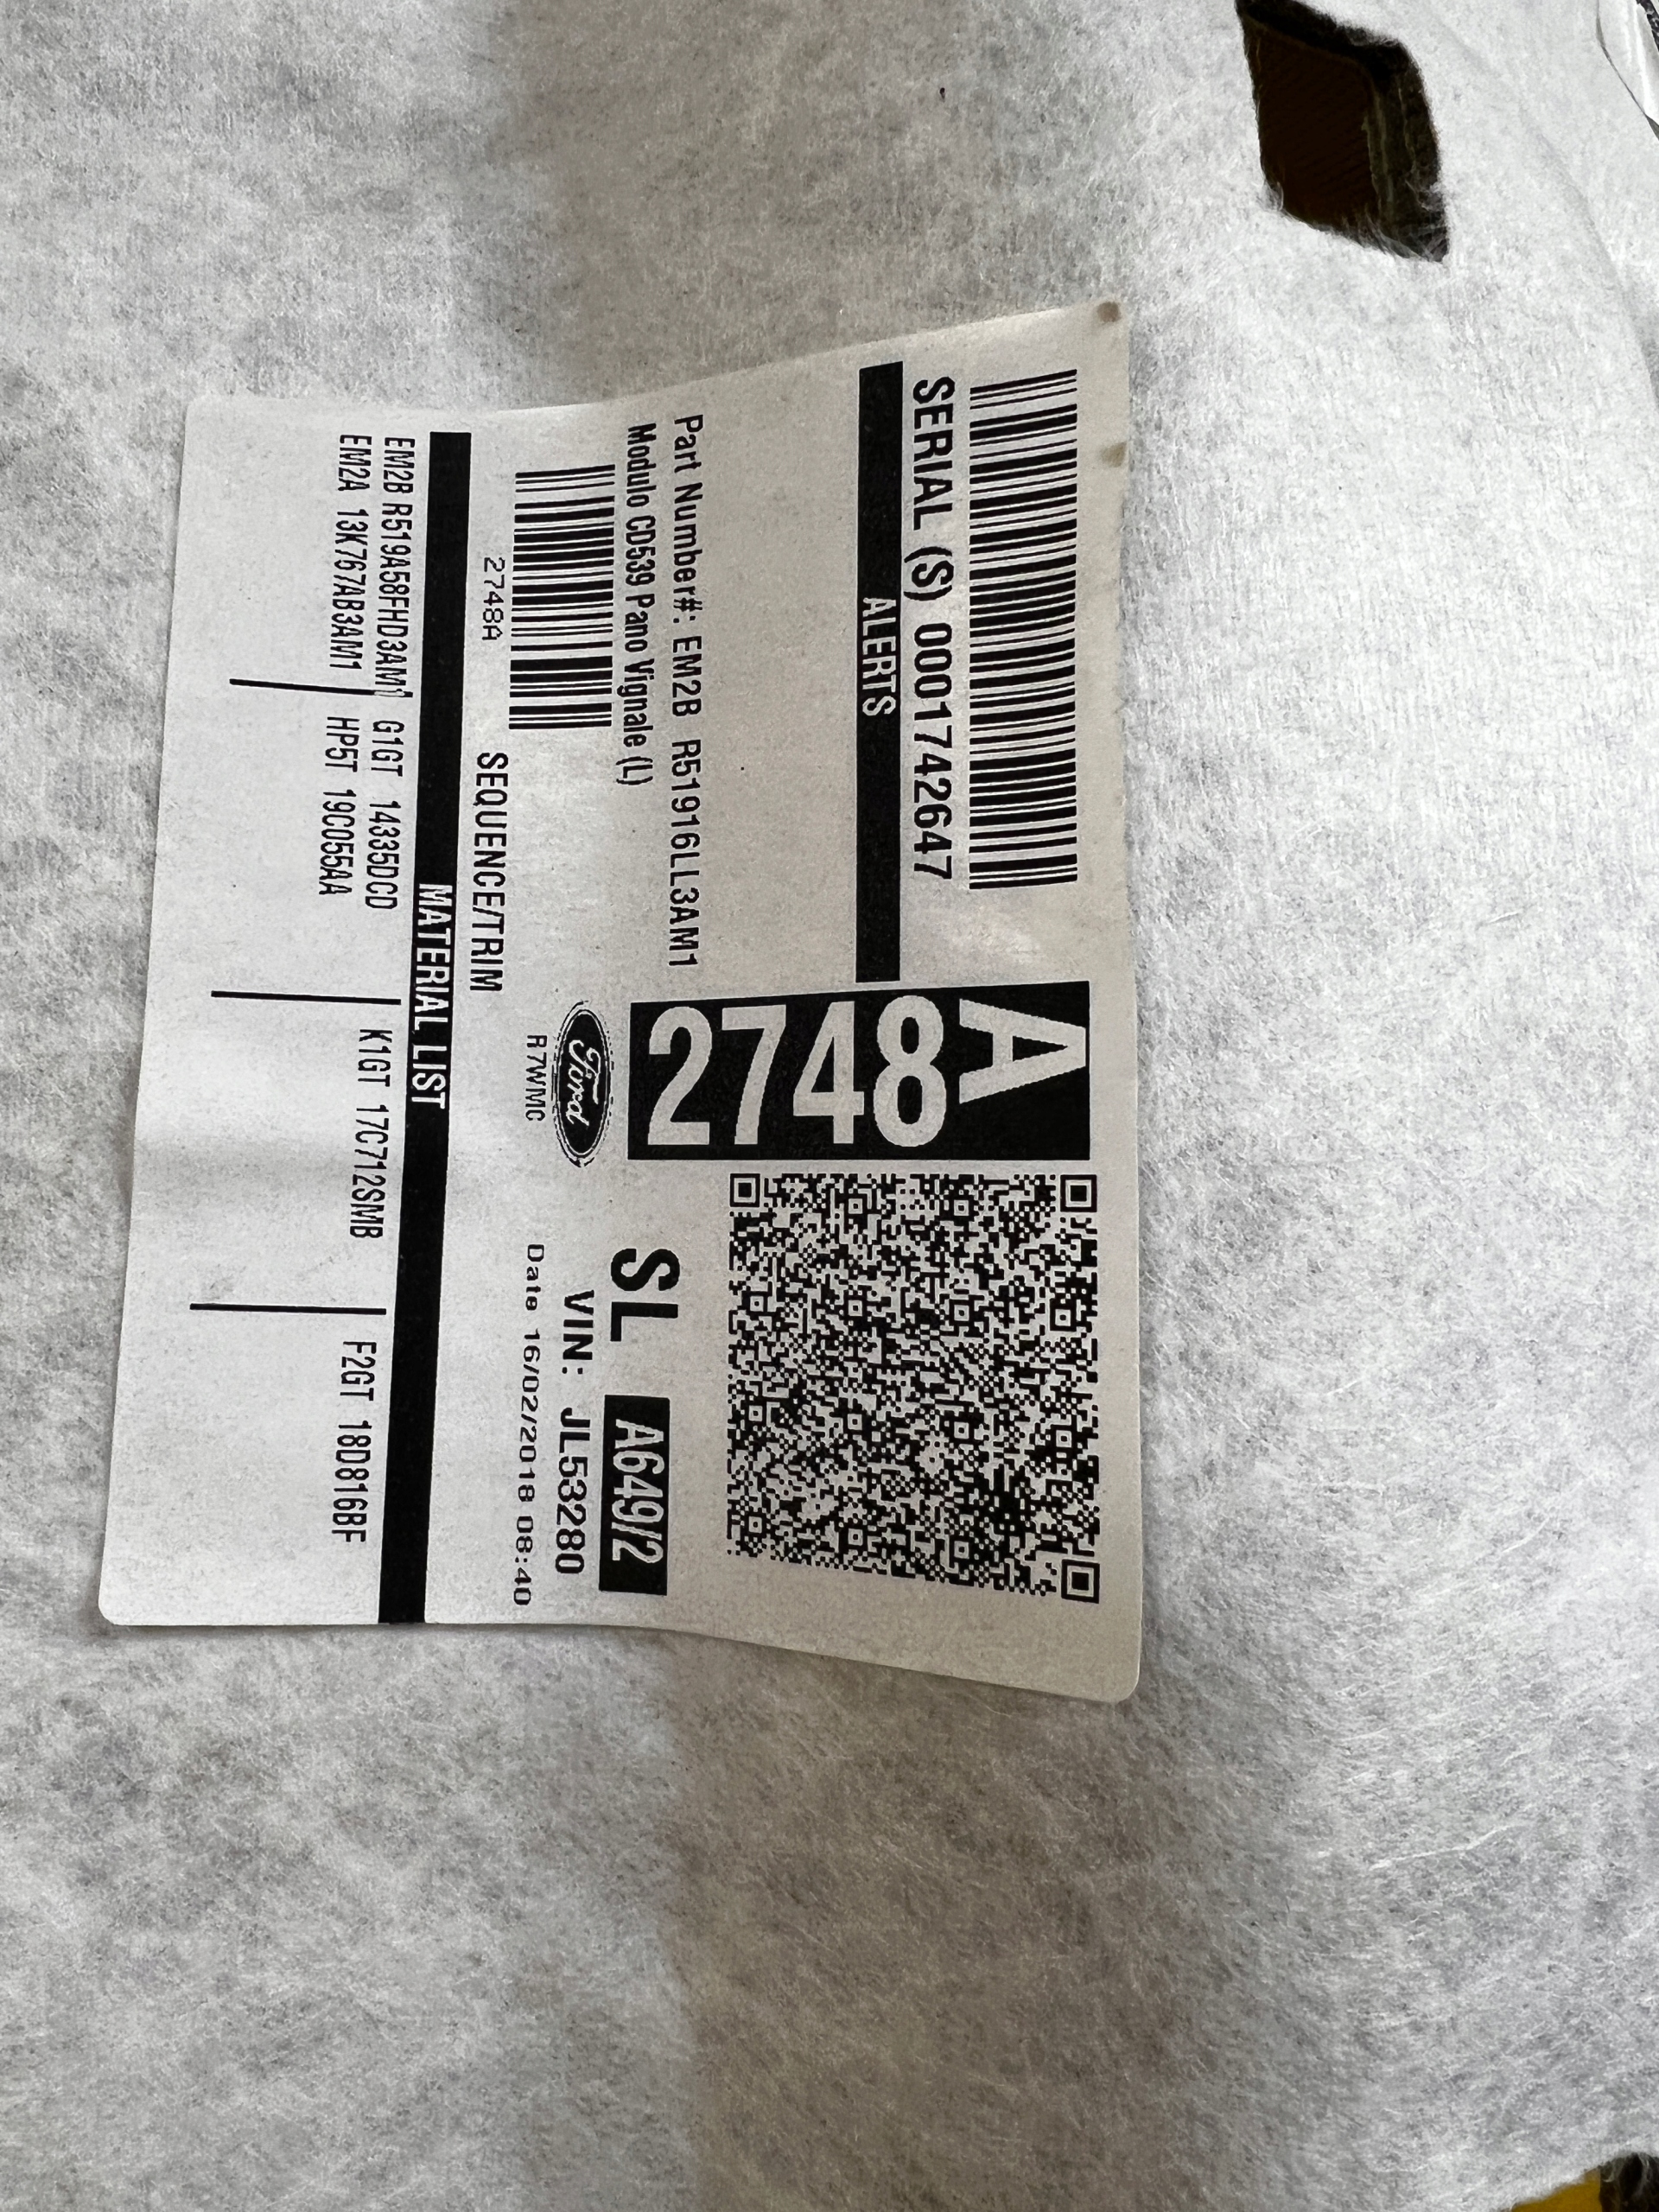 SERIAL (S) 0001742647
ALERTS
2748A
Part Number#: EM2B R51916LL3AM1
Modulo CD539 Pano Vignale (L)
SL A649/2
VIN: JL53280
Ford
R7WMC
Date 16/02/2018 08:40
2748A
SEQUENCE/TRIM
MATERIAL LIST
EM2B R519A58FHD3AM1 G1GT 14335DCD K1GT 17C712SMB F2GT 18D816BF
EM2A 13K767AB3AM1 HP5T 19C055AA